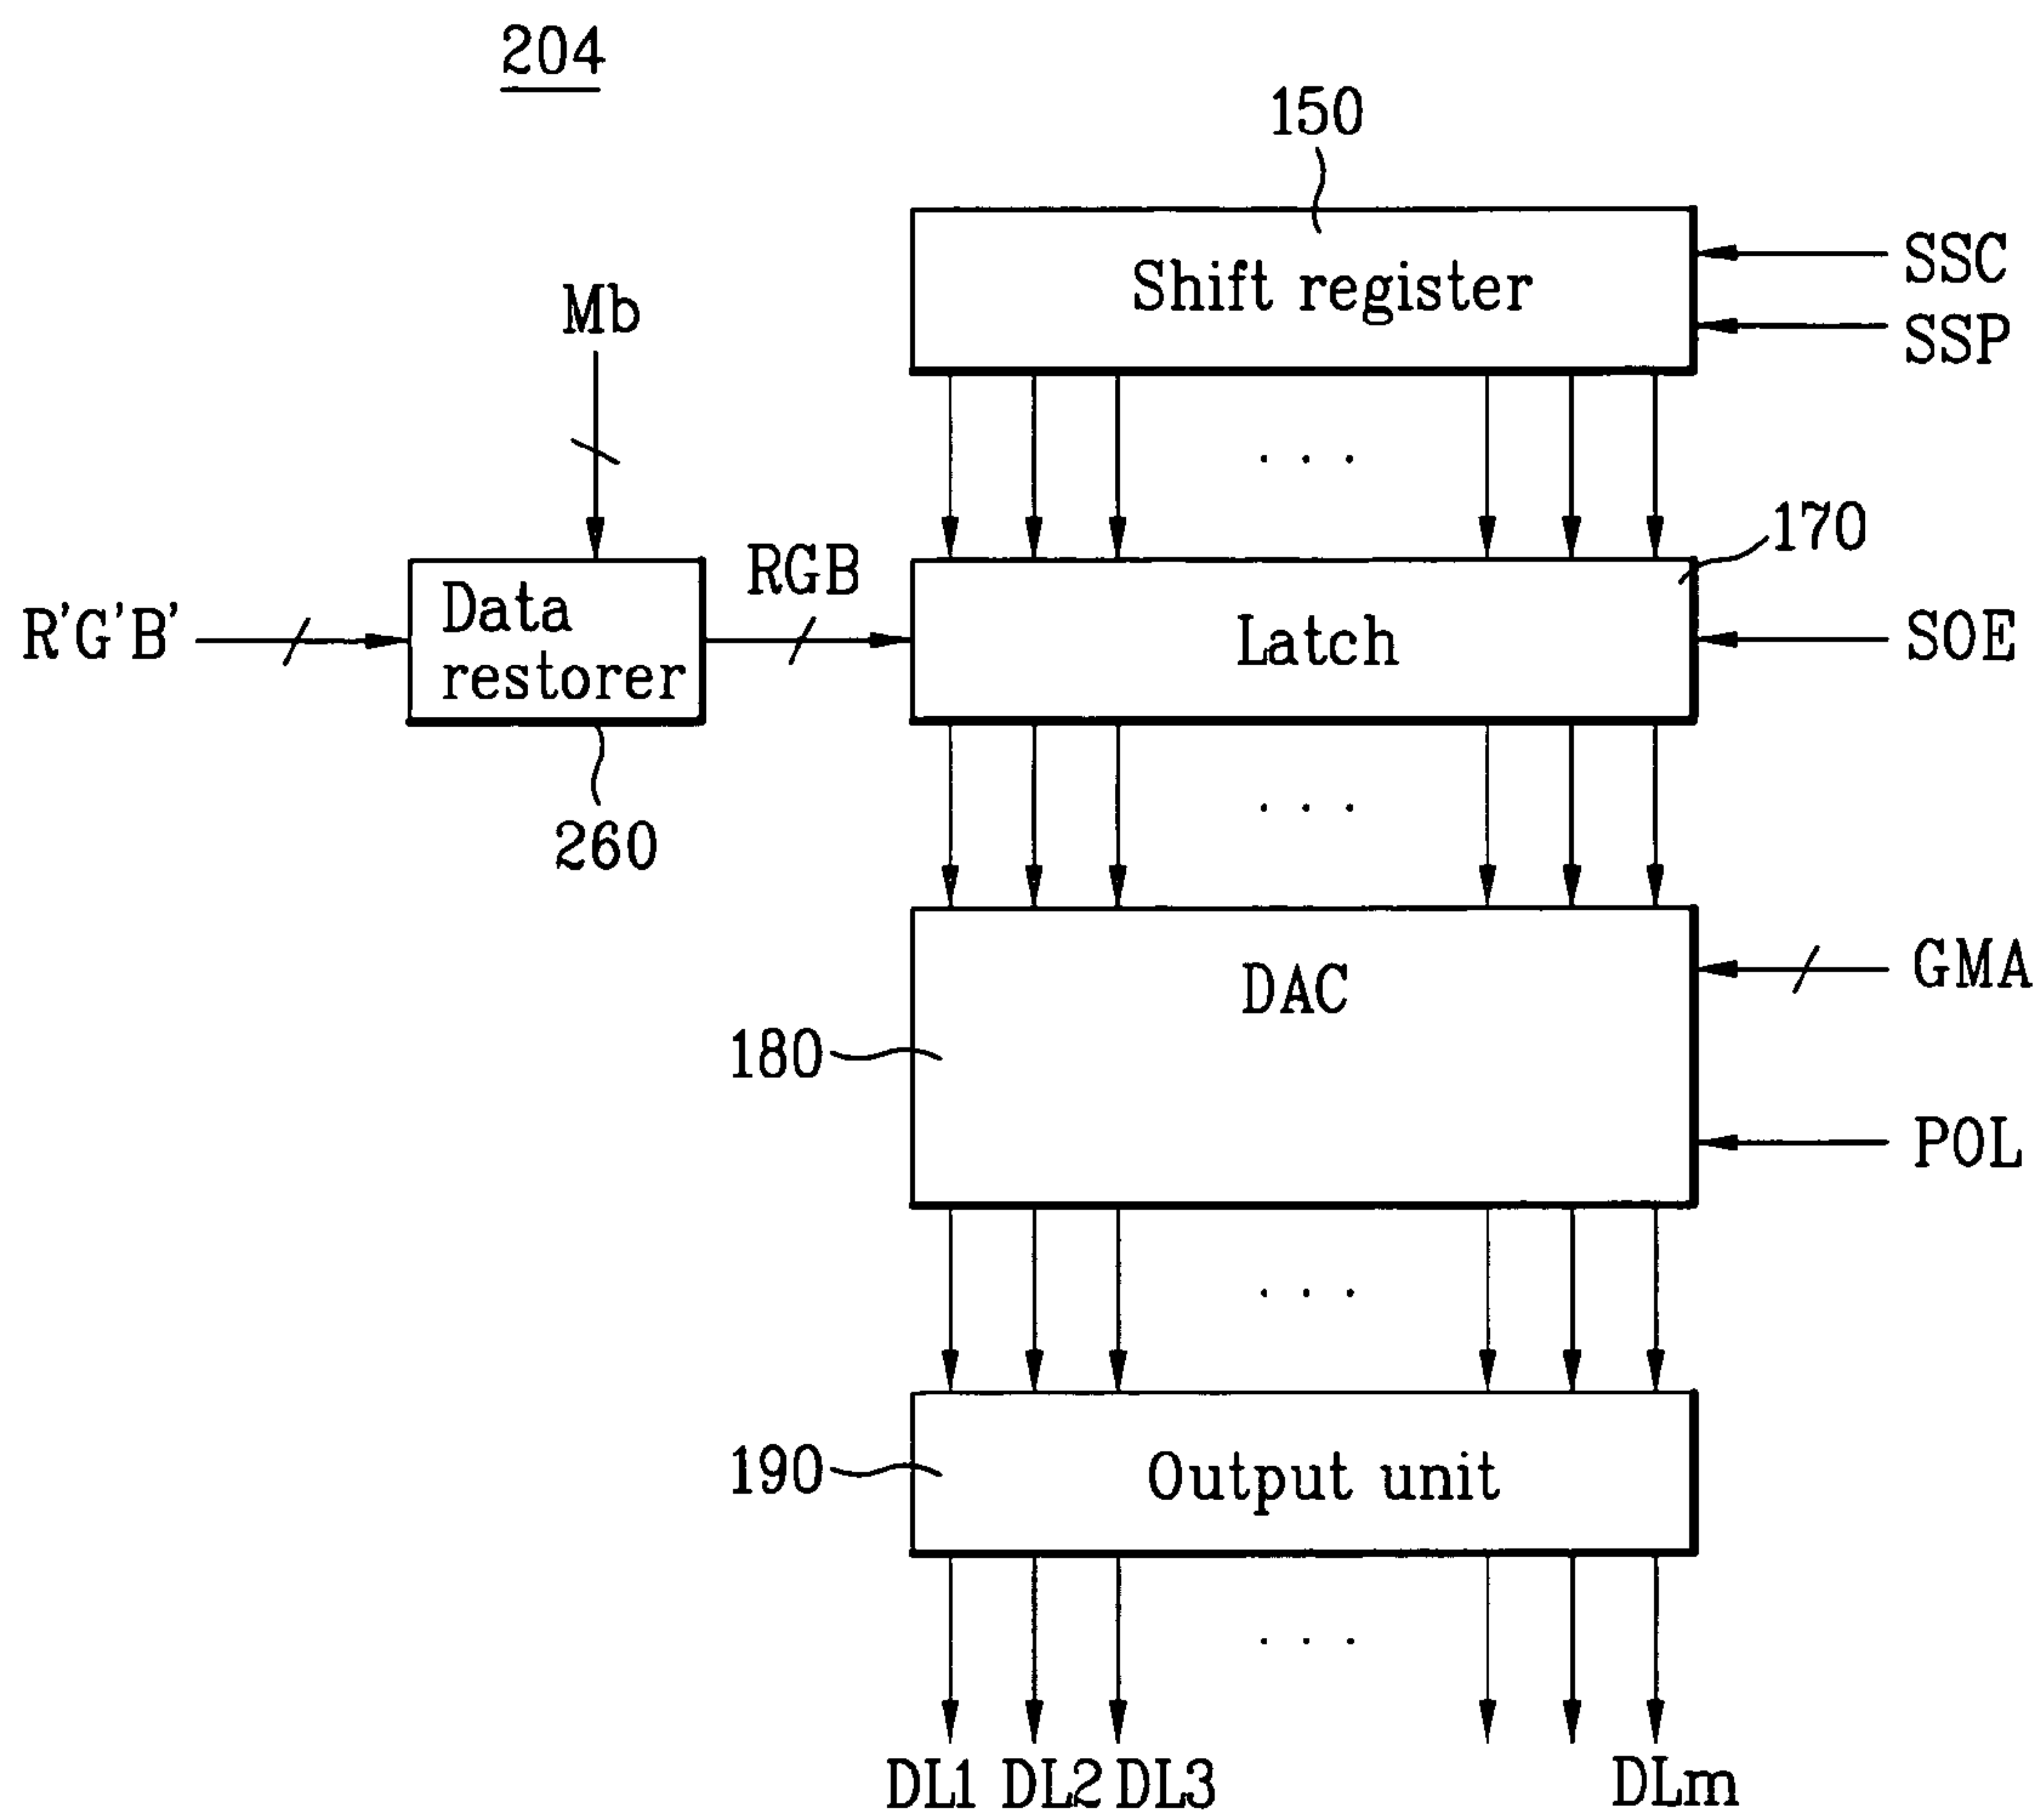 204
150
Shift register
SSC
SSP
Mb
170
R'G'B'
Data
restorer
RGB
Latch
SOE
260
DAC
GMA
180
POL
190
Output unit
DL1 DL2 DL3 DLm